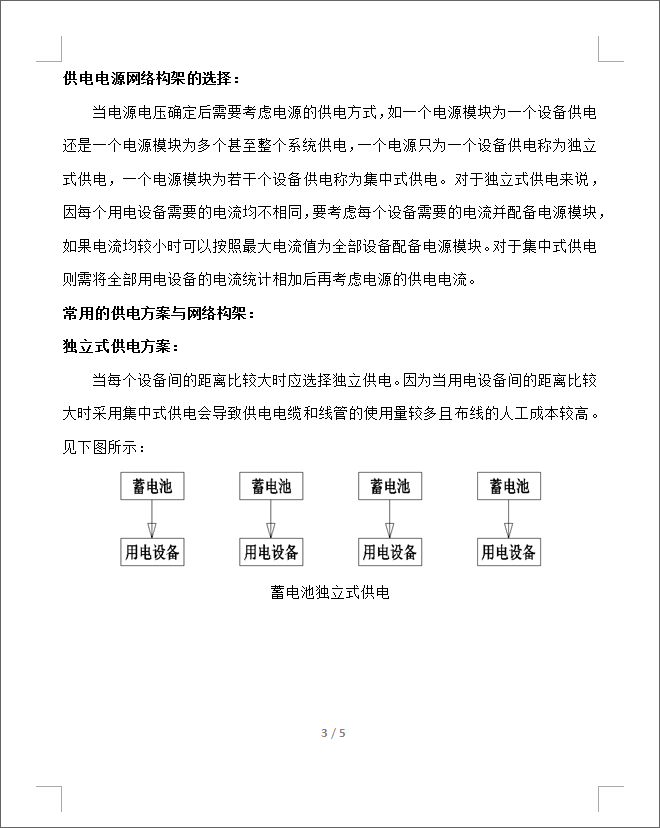 供电电源网络构架的选择：
当电源电压确定后需要考虑电源的供电方式，如一个电源模块为一个设备供电
还是一个电源模块为多个甚至整个系统供电，一个电源只为一个设备供电称为独立
式供电，一个电源模块为若干个设备供电称为集中式供电。对于独立式供电来说，
因每个用电设备需要的电流均不相同，要考虑每个设备需要的电流并配备电源模块，
如果电流均较小时可以按照最大电流值为全部设备配备电源模块。对于集中式供电
则需将全部用电设备的电流统计相加后再考虑电源的供电电流。
常用的供电方案与网络构架：
独立式供电方案：
当每个设备间的距离比较大时应选择独立供电。因为当用电设备间的距离比较
大时采用集中式供电会导致供电电缆和线管的使用量较多且布线的人工成本较高。
见下图所示：
蓄电池 蓄电池 蓄电池 蓄电池
用电设备 用电设备 用电设备 用电设备
蓄电池独立式供电
3 / 5